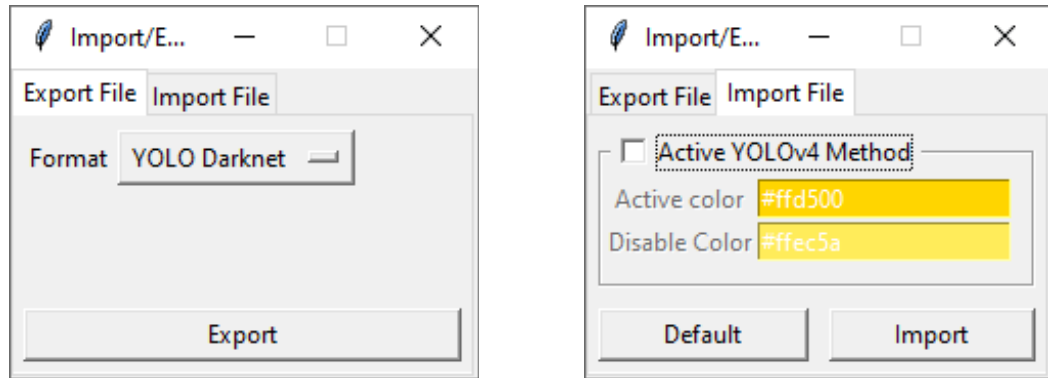 Import/E...
Export File Import File
Format YOLO Darknet
Export
Import/E...
Export File Import File
Active YOLOv4 Method
Active color #ffd500
Disable Color #ffec5a
Default Import